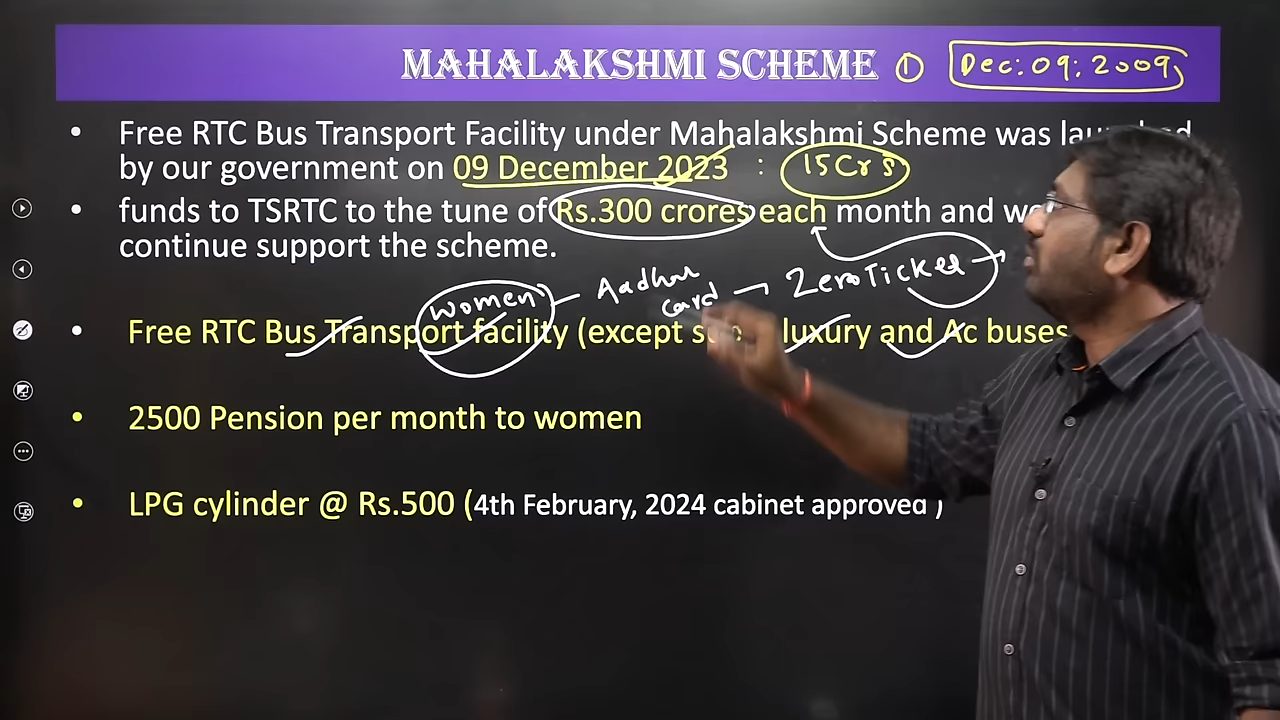 MAHALAKSHMI SCHEME ① Dec: 09: 2009
• Free RTC Bus Transport Facility under Mahalakshmi Scheme was
by our government on 09 December 2023 : 15 Crs
• funds to TSRTC to the tune of Rs.300 crores each month and
continue support the scheme.
women – Aadhar card – Zero Ticket
• Free RTC Bus Transport facility (except luxury and Ac buses
• 2500 Pension per month to women
• LPG cylinder @ Rs.500 (4th February, 2024 cabinet approved )